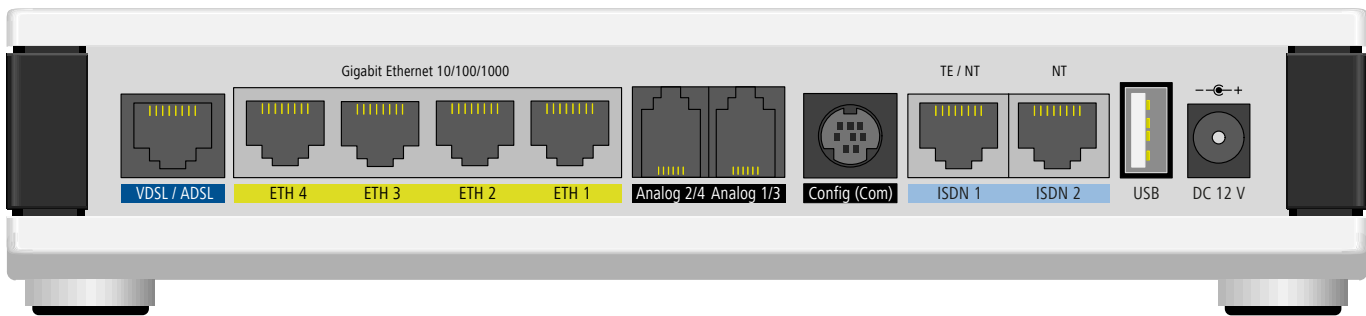 Gigabit Ethernet 10/100/1000
TE / NT
NT
VDSL / ADSL
ETH 4
ETH 3
ETH 2
ETH 1
Analog 2/4
Analog 1/3
Config (Com)
ISDN 1
ISDN 2
USB
DC 12 V